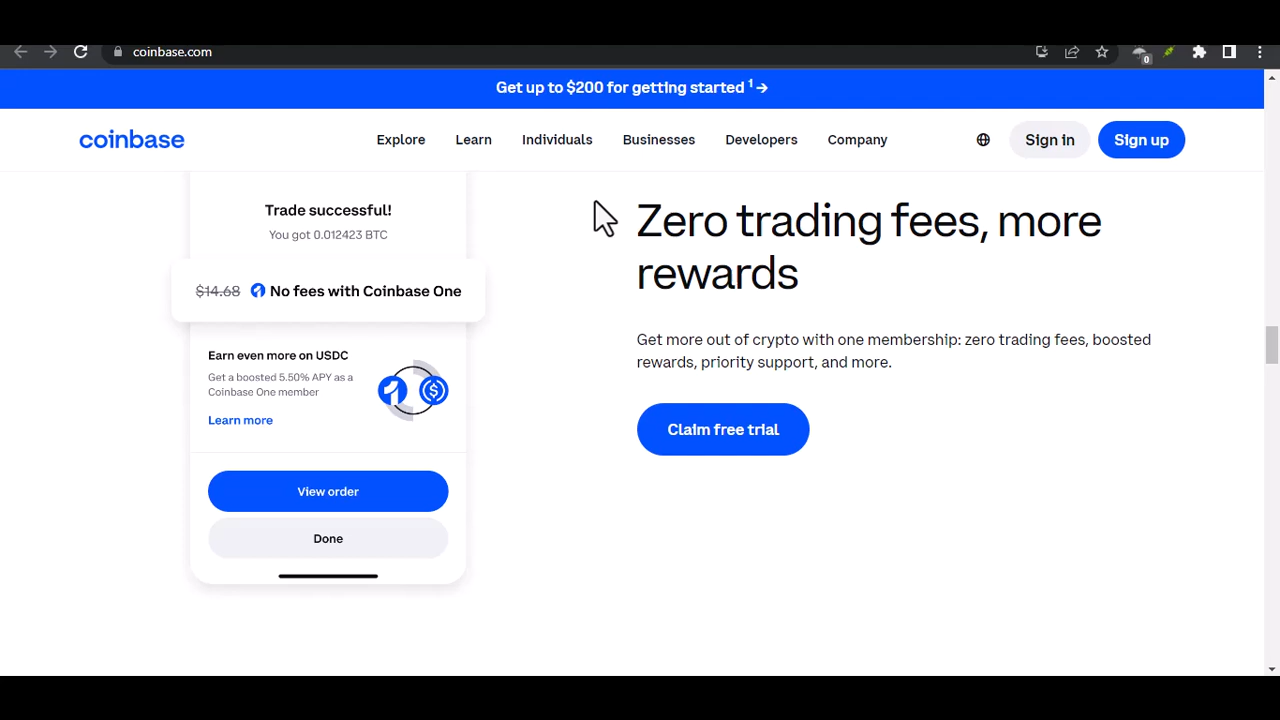 coinbase.com
0
Get up to $200 for getting started ¹ →
coinbase
Explore
Learn
Individuals
Businesses
Developers
Company
Sign in
Sign up
Trade successful!
You got 0.012423 BTC
$14.68 No fees with Coinbase One
Earn even more on USDC
Get a boosted 5.50% APY as a
Coinbase One member
Learn more
View order
Done
Zero trading fees, more
rewards
Get more out of crypto with one membership: zero trading fees, boosted
rewards, priority support, and more.
Claim free trial